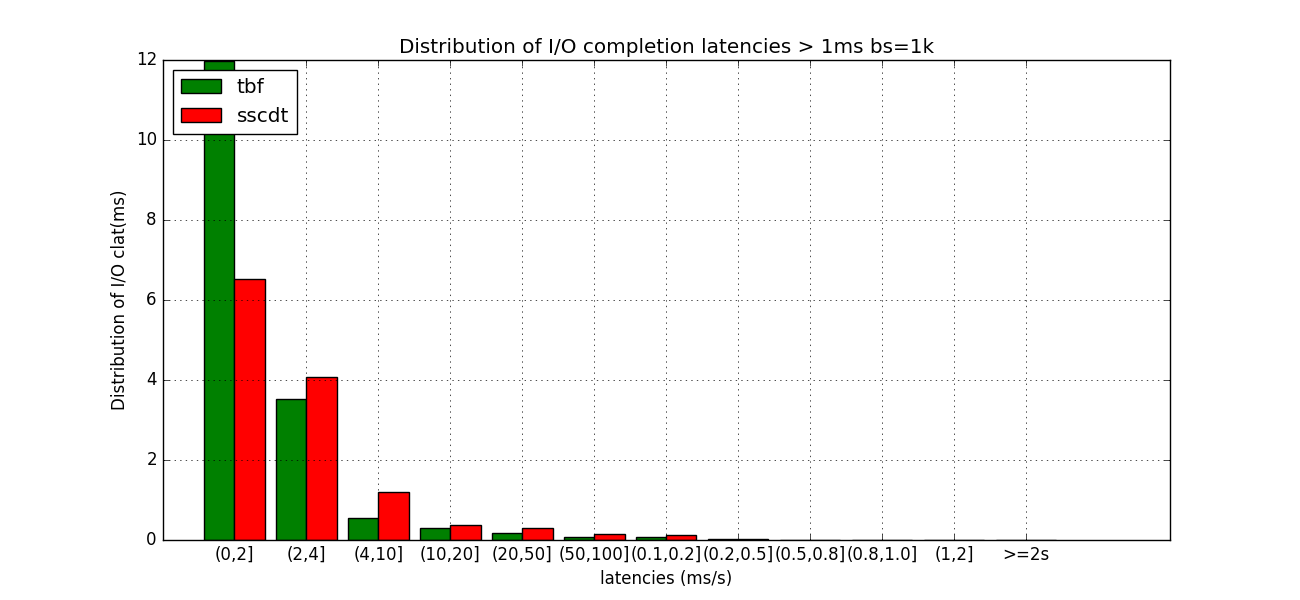 Distribution of I/O completion latencies > 1ms bs=1k
12
10
8
6
4
2
0
Distribution of I/O clat(ms)
tbf
sscdt
(0,2] (2,4] (4,10] (10,20] (20,50] (50,100] (0.1,0.2] (0.2,0.5] (0.5,0.8] (0.8,1.0] (1,2] >=2s
latencies (ms/s)